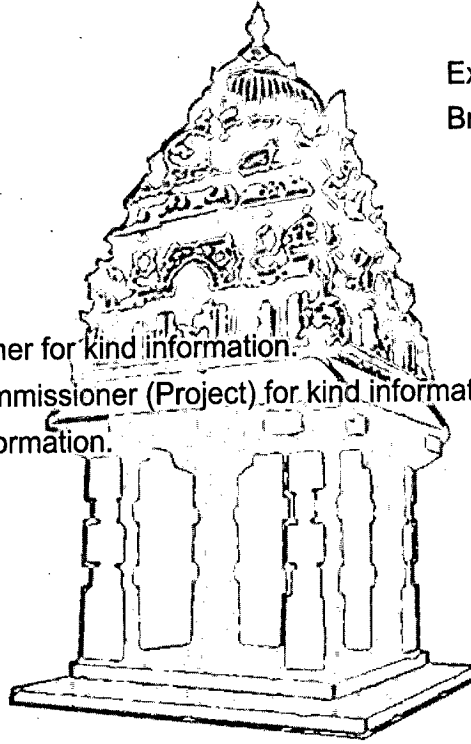 Ex
Br
ner for kind information.
mmissioner (Project) for kind informat
ormation.